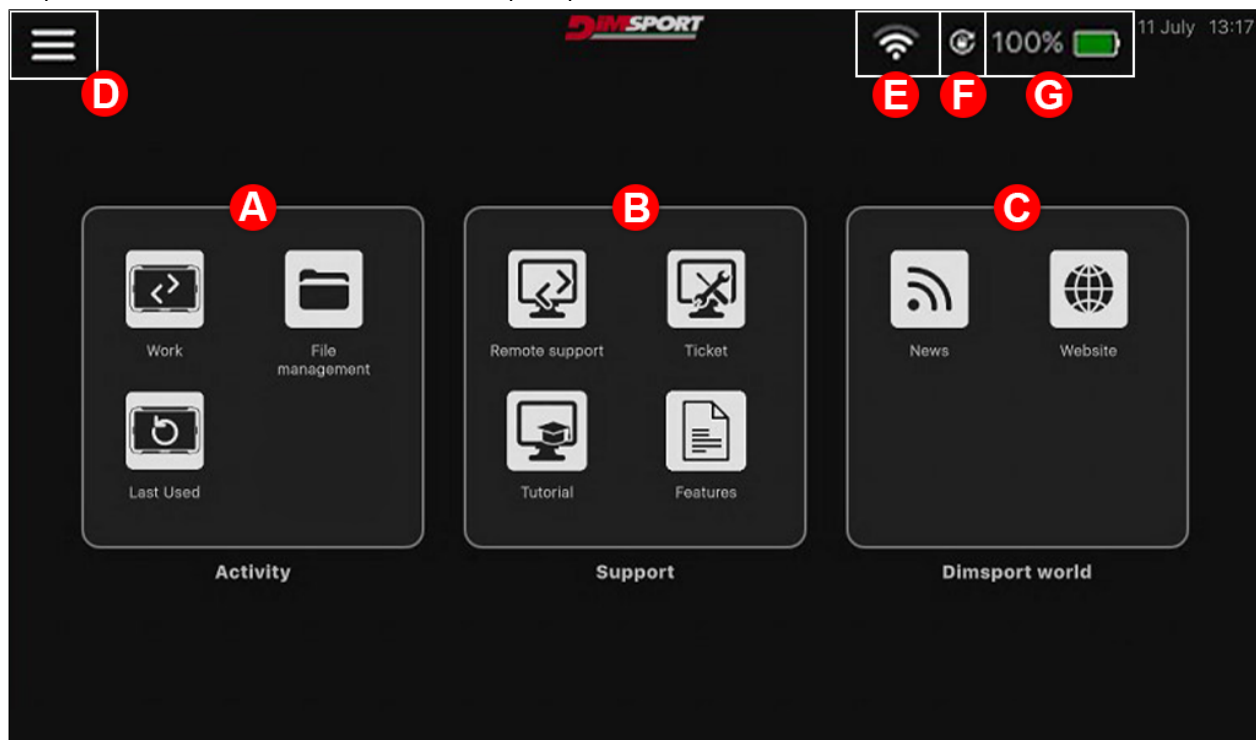 DIMSPORT
100%
11 July 13:17
D
E
F
G
A
B
C
Work
File
management
Last Used
Remote support
Ticket
Tutorial
Features
News
Website
Activity
Support
Dimsport world